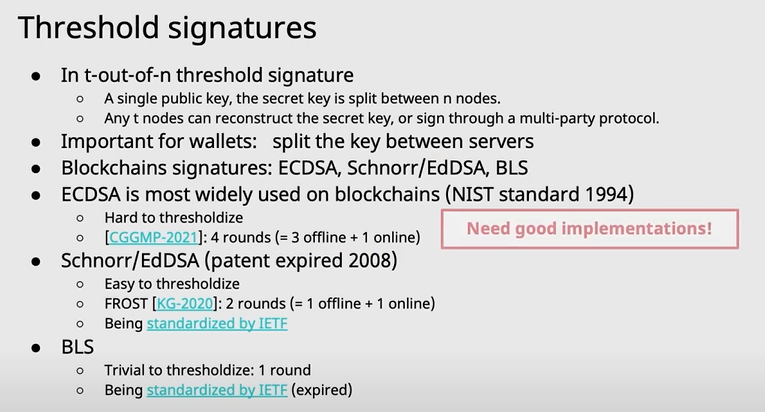 Threshold signatures
● In t-out-of-n threshold signature
○ A single public key, the secret key is split between n nodes.
○ Any t nodes can reconstruct the secret key, or sign through a multi-party protocol.
● Important for wallets: split the key between servers
● Blockchains signatures: ECDSA, Schnorr/EdDSA, BLS
● ECDSA is most widely used on blockchains (NIST standard 1994)
○ Hard to thresholdize
○ [CGGMP-2021]: 4 rounds (= 3 offline + 1 online)
Need good implementations!
● Schnorr/EdDSA (patent expired 2008)
○ Easy to thresholdize
○ FROST [KG-2020]: 2 rounds (= 1 offline + 1 online)
○ Being standardized by IETF
● BLS
○ Trivial to thresholdize: 1 round
○ Being standardized by IETF (expired)